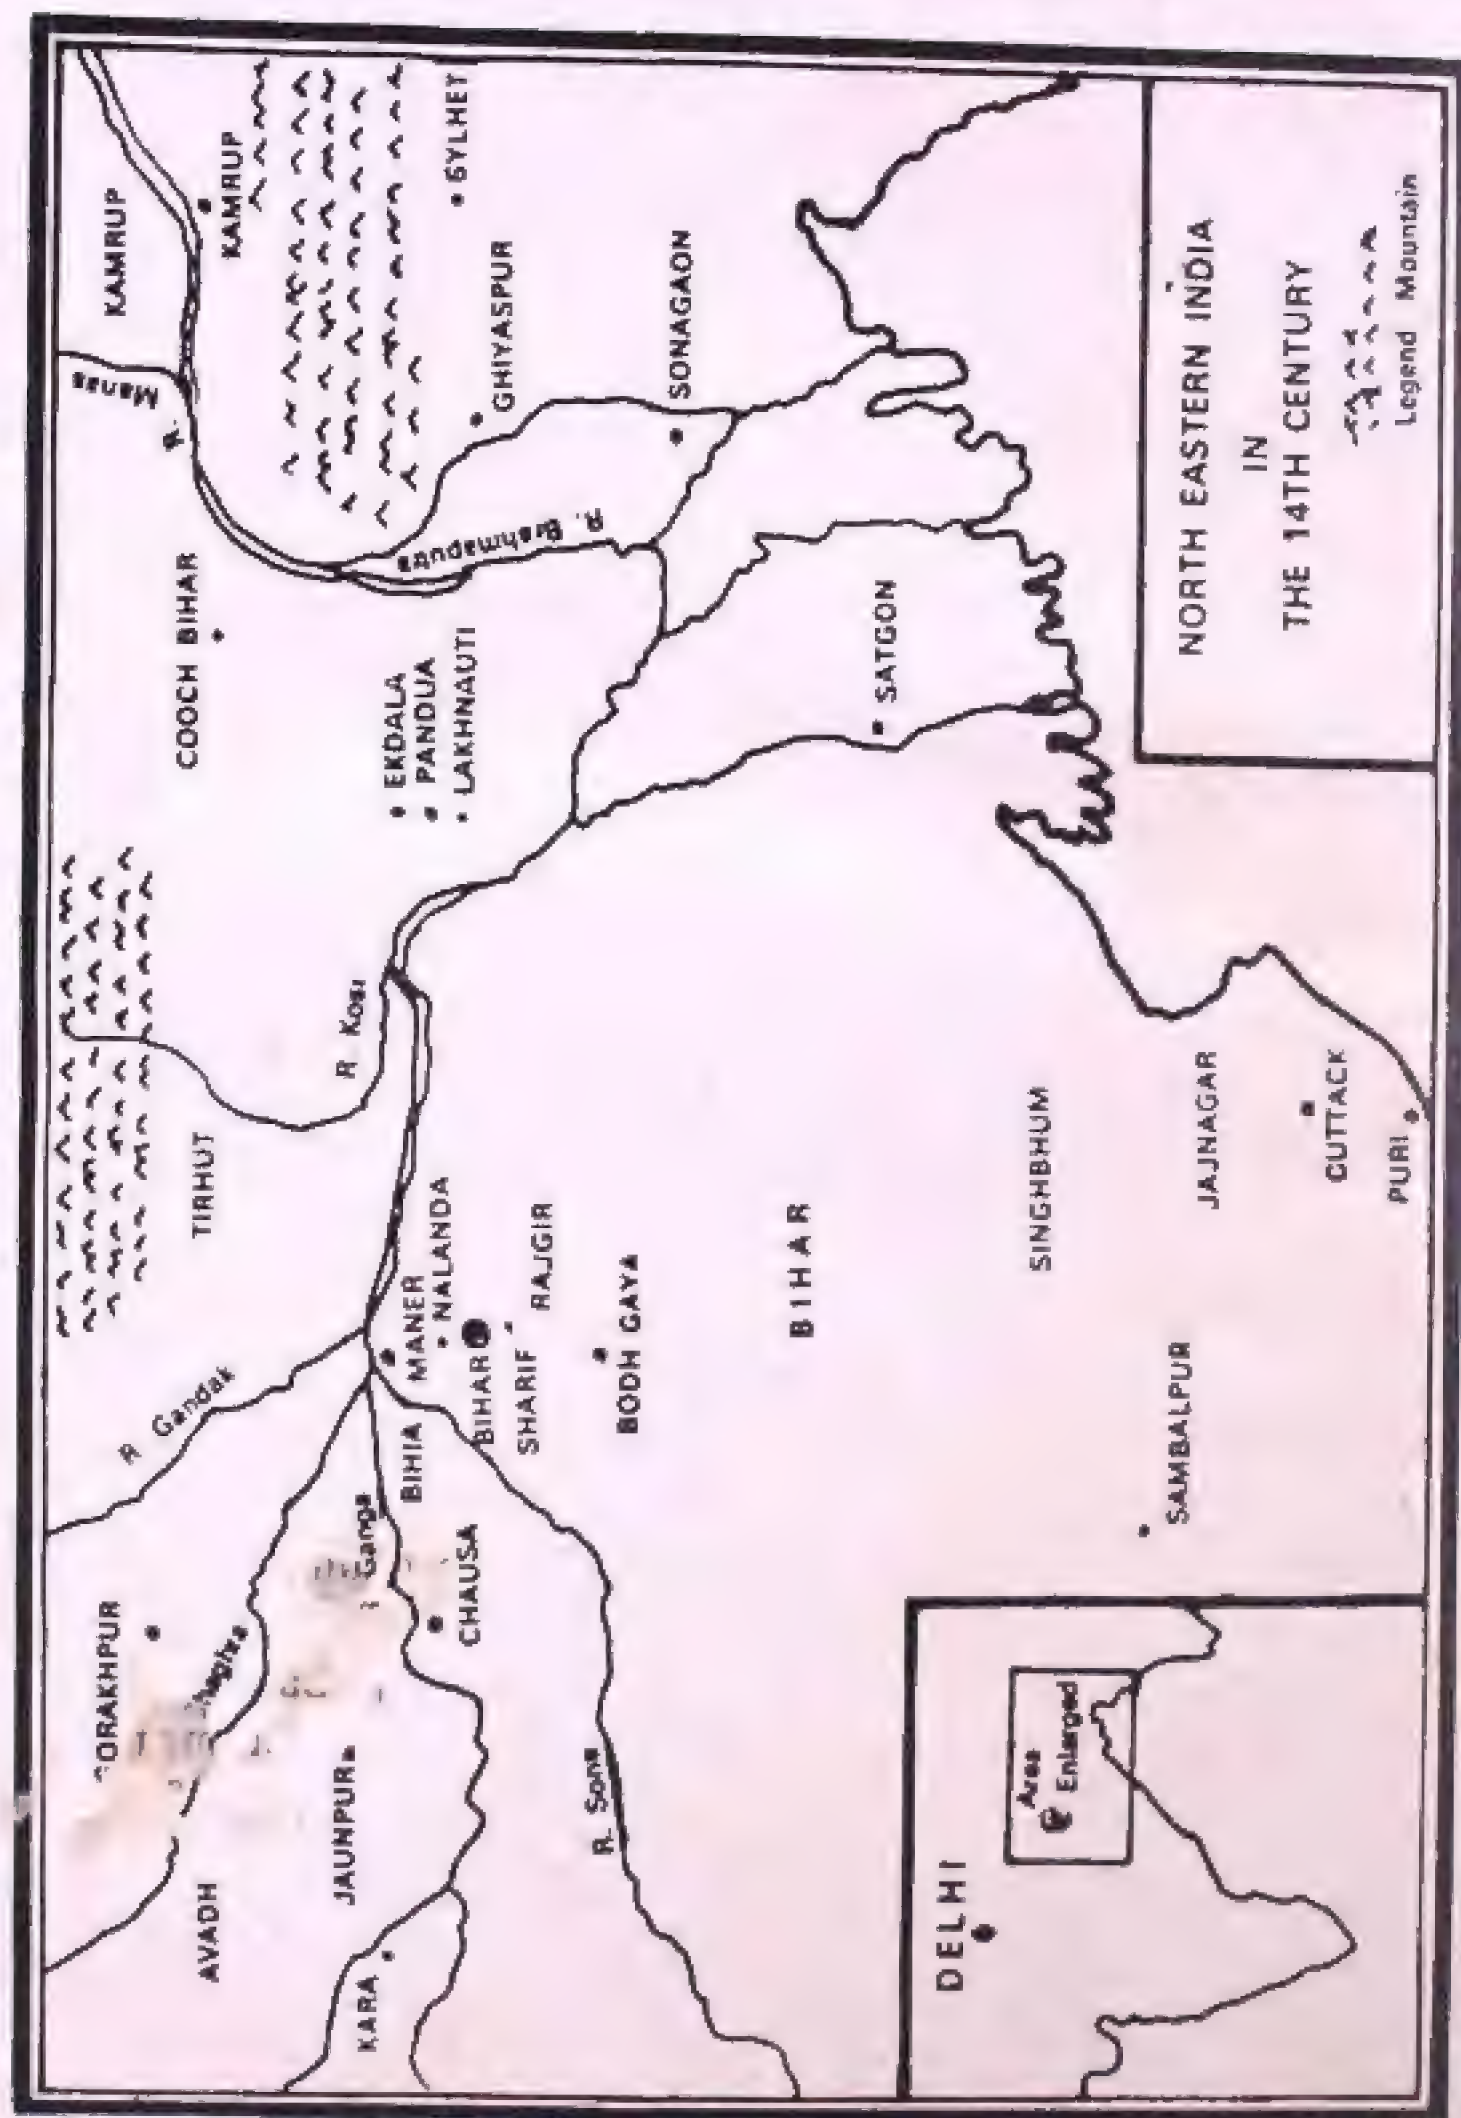 KAMRUP
KAMRUP
R. Manas
SYLHET
GHIYASPUR
SONAGAON
R. Brahmaputra
COOCH BIHAR
EKDALA
PANDUA
LAKHNAUTI
SATGON
R. Kosi
TIRHUT
R. Gandak
MANER
NALANDA
BIHAR
SHARIF
RAJGIR
BODH GAYA
BIHAR
BIHIA
Ganga
CHAUSA
JAUNPUR
AVADH
KARA
R. Sone
SINGHBHUM
JAJNAGAR
CUTTACK
PURI
SAMBALPUR
DELHI
Area
Enlarged
NORTH EASTERN INDIA
IN
THE 14TH CENTURY
Legend Mountain